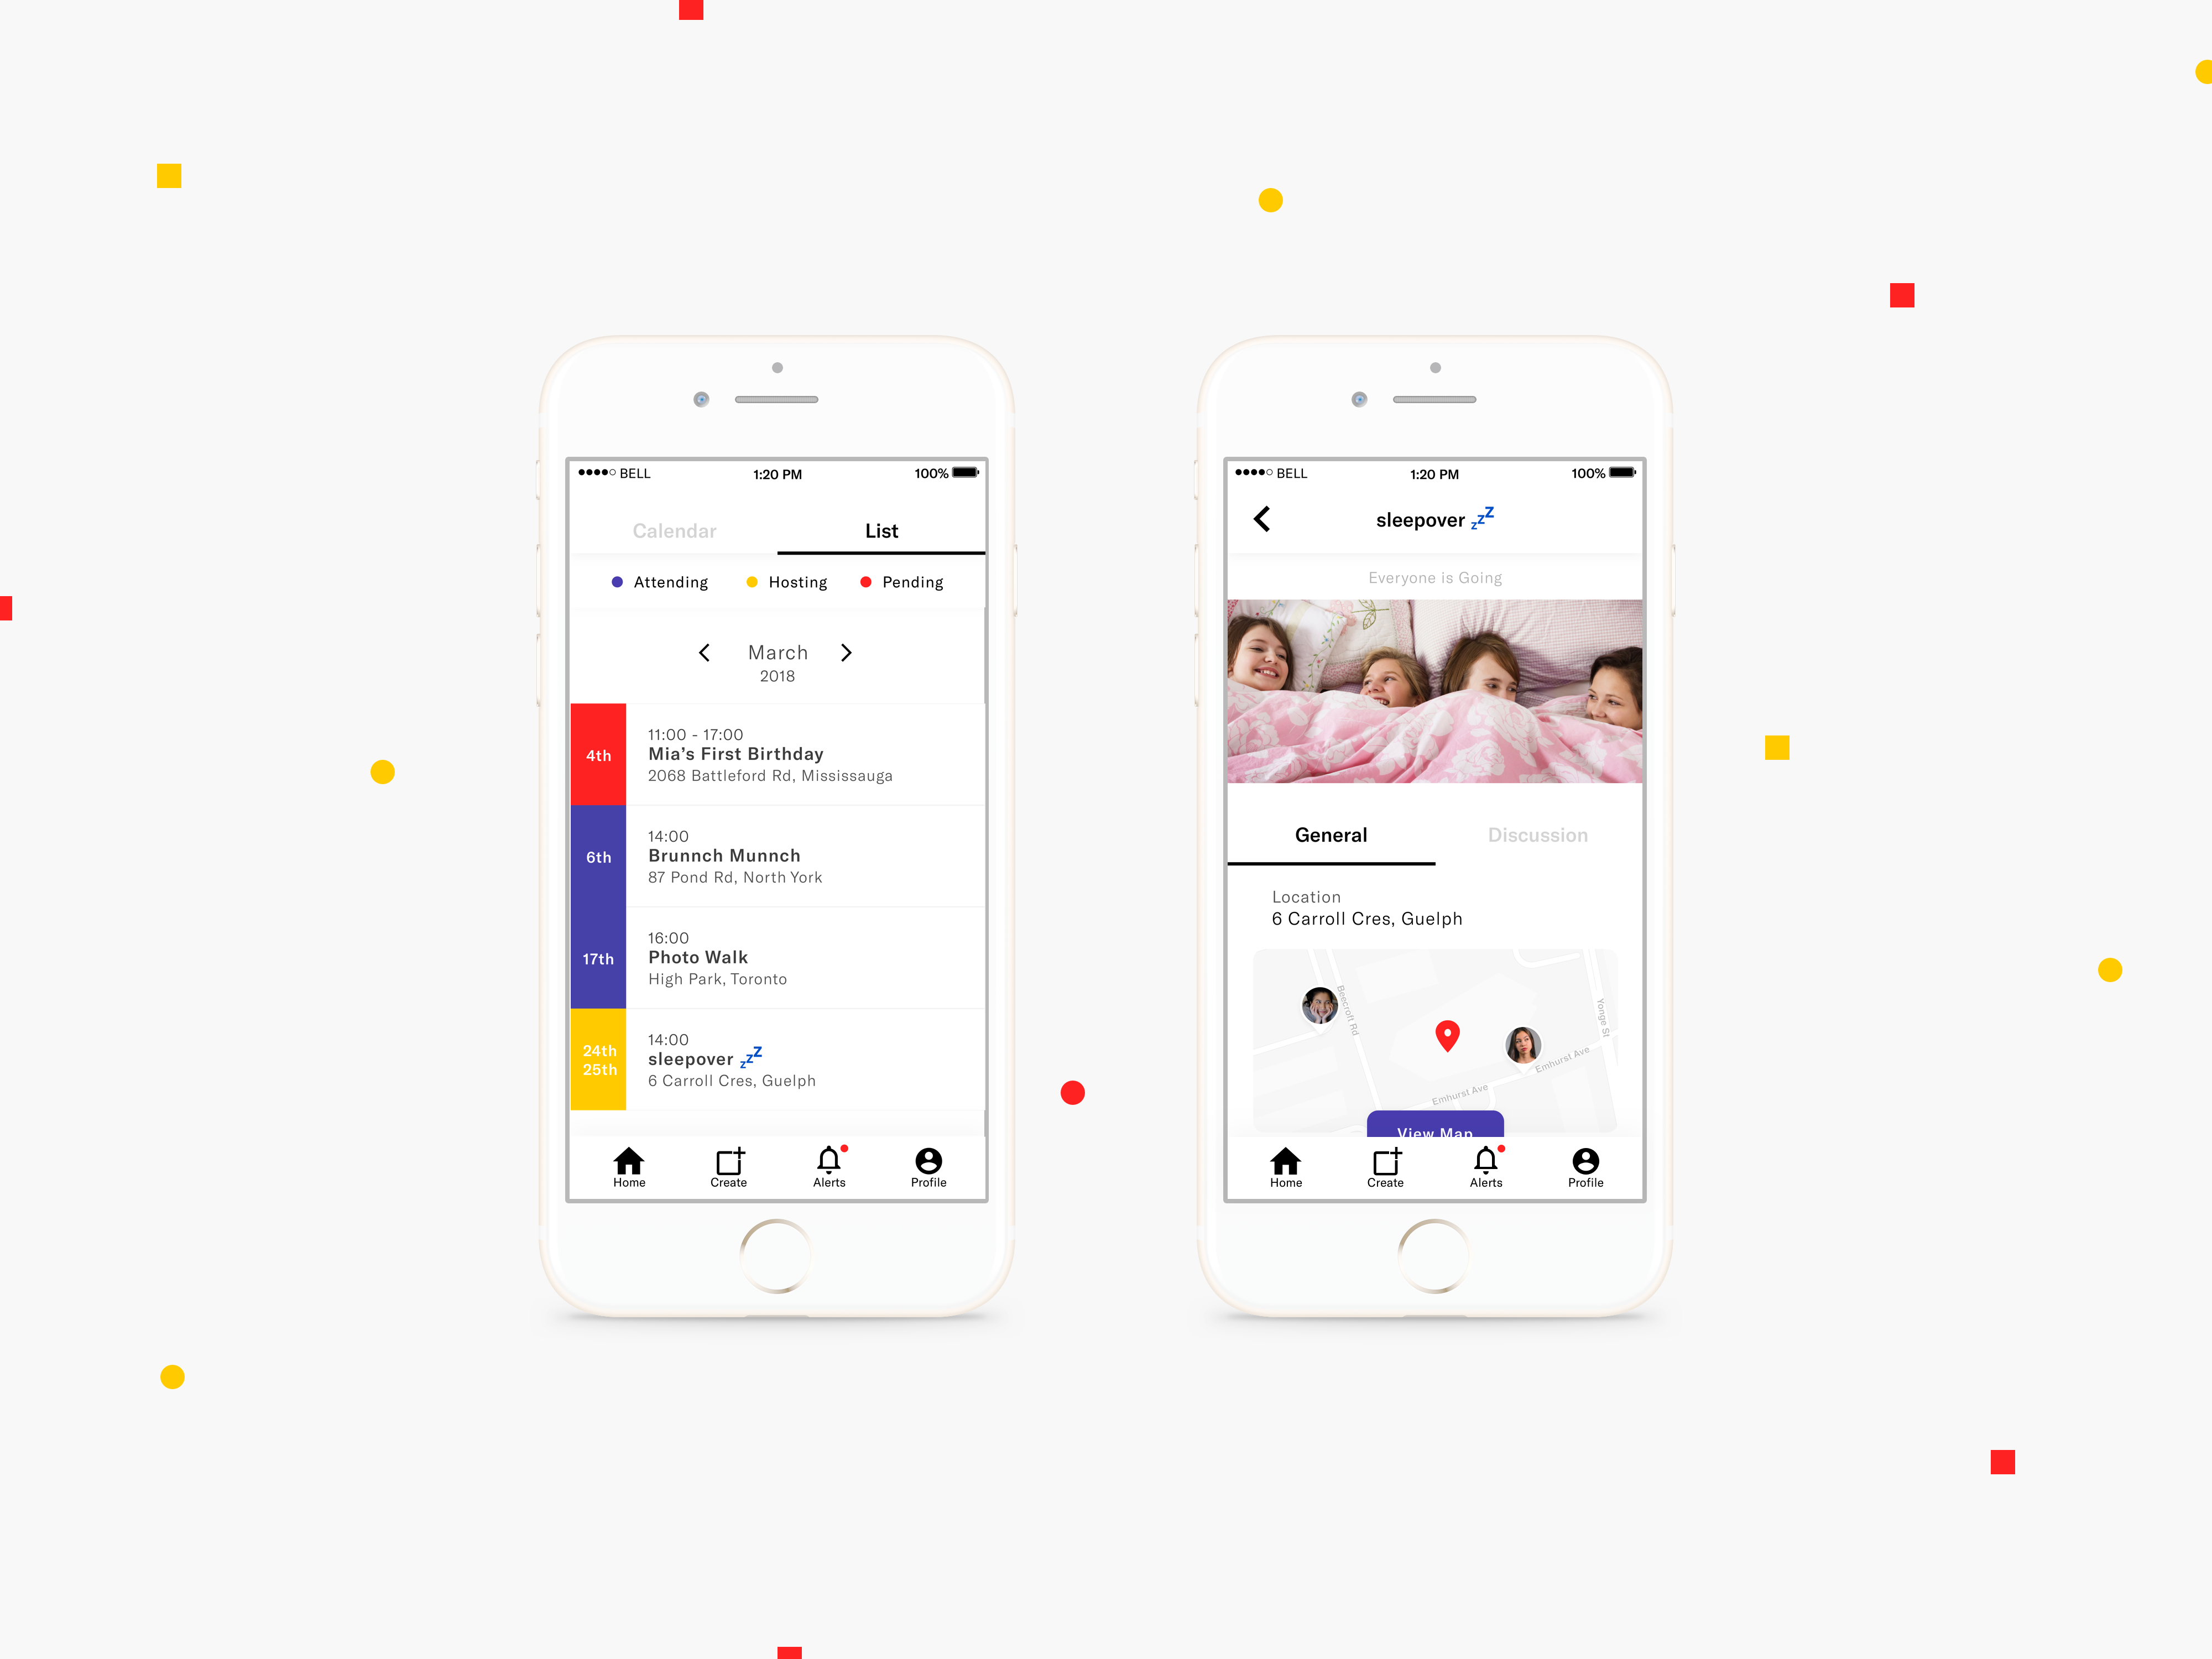 BELL
1:20 PM
100%
Calendar
List
Attending
Hosting
Pending
March
2018
4th
11:00 - 17:00
Mia’s First Birthday
2068 Battleford Rd, Mississauga
6th
14:00
Brunnch Munnch
87 Pond Rd, North York
17th
16:00
Photo Walk
High Park, Toronto
24th
25th
14:00
sleepover zzZ
6 Carroll Cres, Guelph
Home
Create
Alerts
Profile
BELL
1:20 PM
100%
sleepover zzZ
Everyone is Going
General
Discussion
Location
6 Carroll Cres, Guelph
Beecroft Rd
Yonge St
Emhurst Ave
Emhurst Ave
View Map
Home
Create
Alerts
Profile